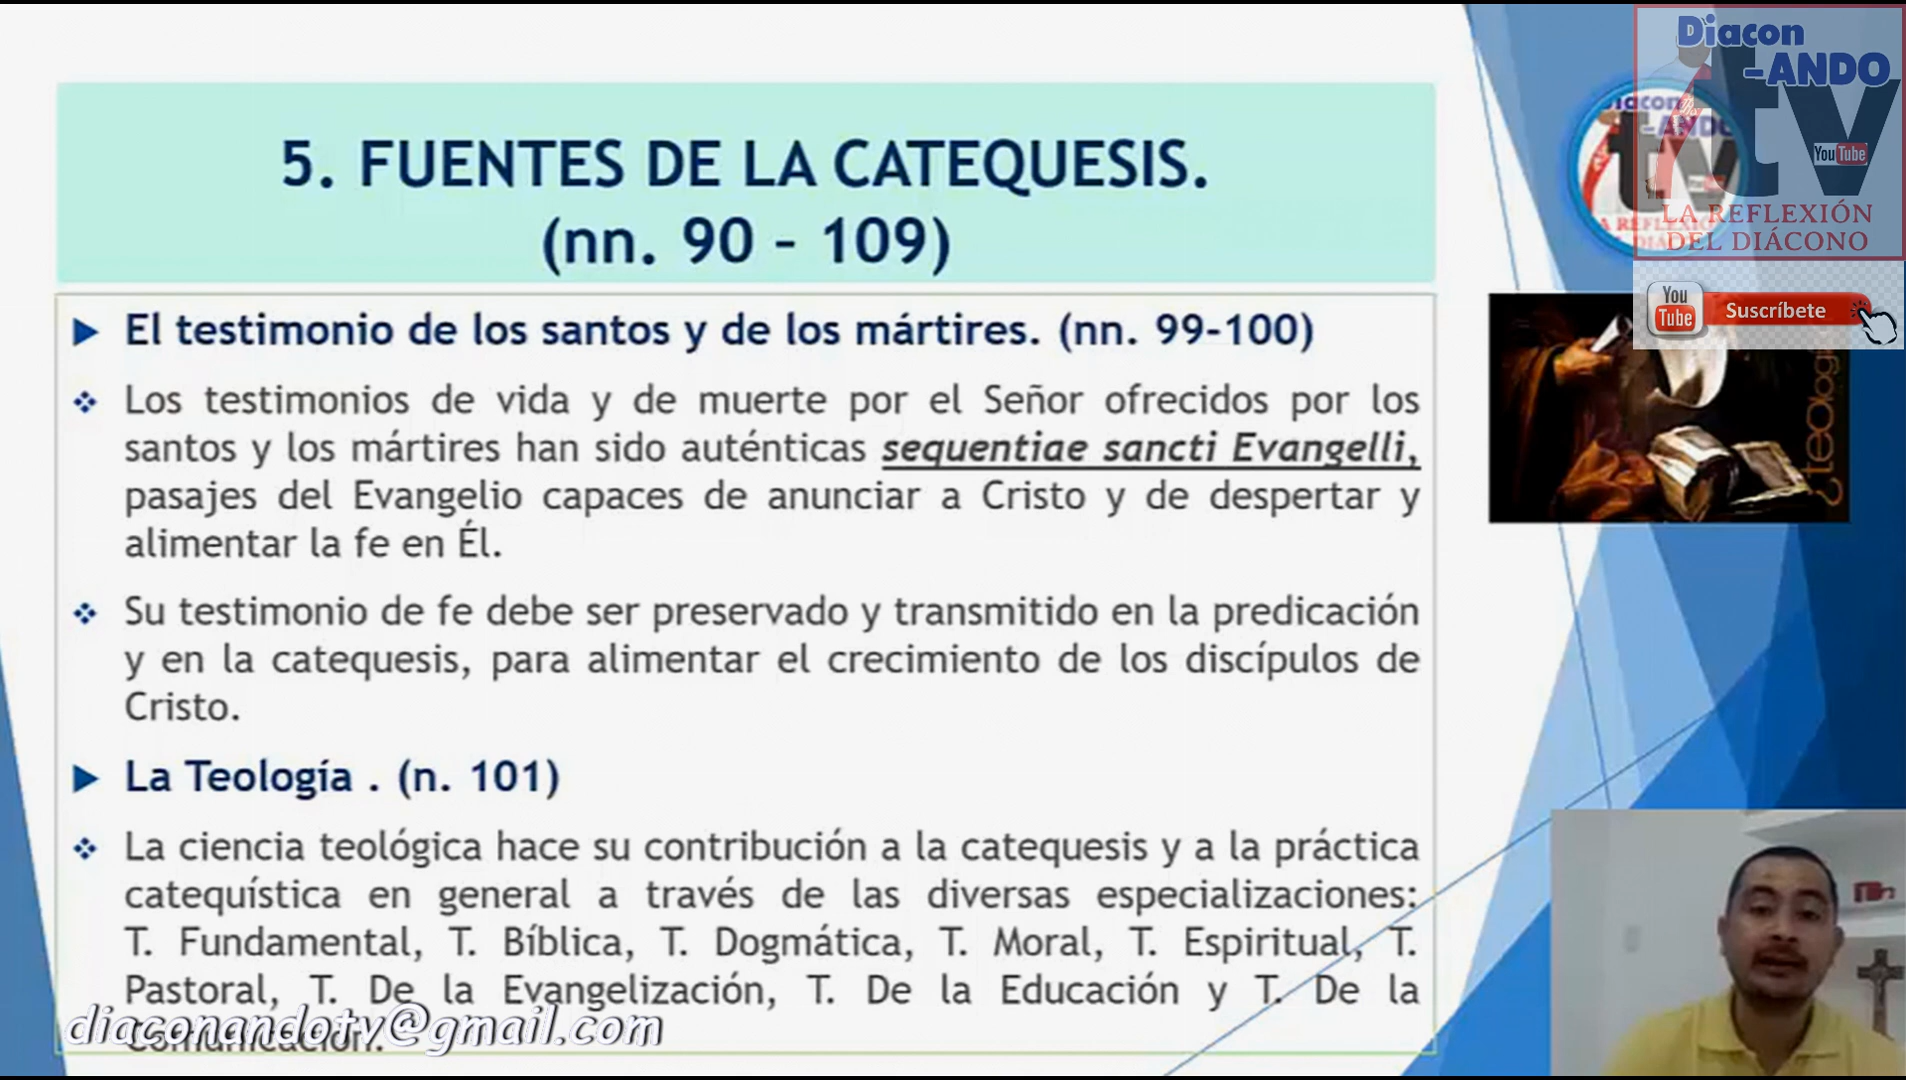 5. FUENTES DE LA CATEQUESIS.
(nn. 90 – 109)
El testimonio de los santos y de los mártires. (nn. 99-100)
Los testimonios de vida y de muerte por el Señor ofrecidos por los
santos y los mártires han sido auténticas sequentiae sancti Evangelli,
pasajes del Evangelio capaces de anunciar a Cristo y de despertar y
alimentar la fe en Él.
Su testimonio de fe debe ser preservado y transmitido en la predicación
y en la catequesis, para alimentar el crecimiento de los discípulos de
Cristo.
La Teología . (n. 101)
La ciencia teológica hace su contribución a la catequesis y a la práctica
catequística en general a través de las diversas especializaciones:
T. Fundamental, T. Bíblica, T. Dogmática, T. Moral, T. Espiritual, T.
Pastoral, T. De la Evangelización, T. De la Educación y T. De la
Comunicación.
diaconandotv@gmail.com
Diacon
-ANDO
tv
YouTube
LA REFLEXIÓN
DEL DIÁCONO
You
Tube
Suscríbete